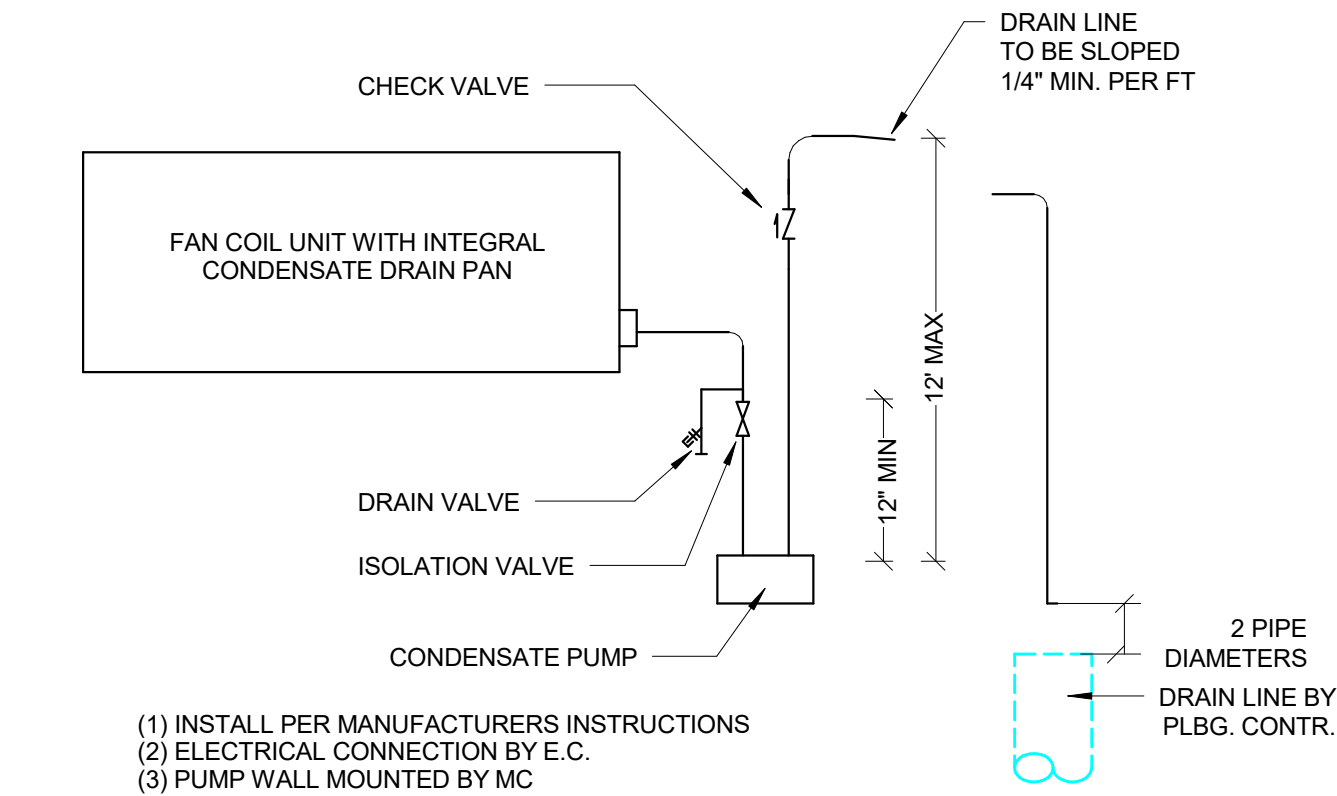 DRAIN LINE
TO BE SLOPED
1/4" MIN. PER FT
CHECK VALVE
FAN COIL UNIT WITH INTEGRAL
CONDENSATE DRAIN PAN
12' MAX
12" MIN
DRAIN VALVE
ISOLATION VALVE
CONDENSATE PUMP
2 PIPE
DIAMETERS
DRAIN LINE BY
PLBG. CONTR.
(1) INSTALL PER MANUFACTURERS INSTRUCTIONS
(2) ELECTRICAL CONNECTION BY E.C.
(3) PUMP WALL MOUNTED BY MC